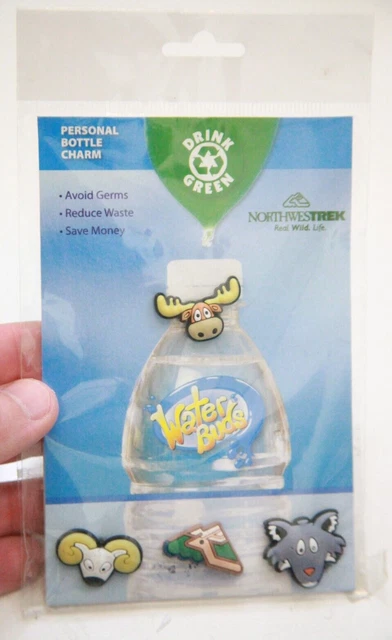 PERSONAL
BOTTLE
CHARM
DRINK
GREEN
• Avoid Germs
• Reduce Waste
• Save Money
NORTHWESTREK
Real. Wild. Life.
Water
Buds